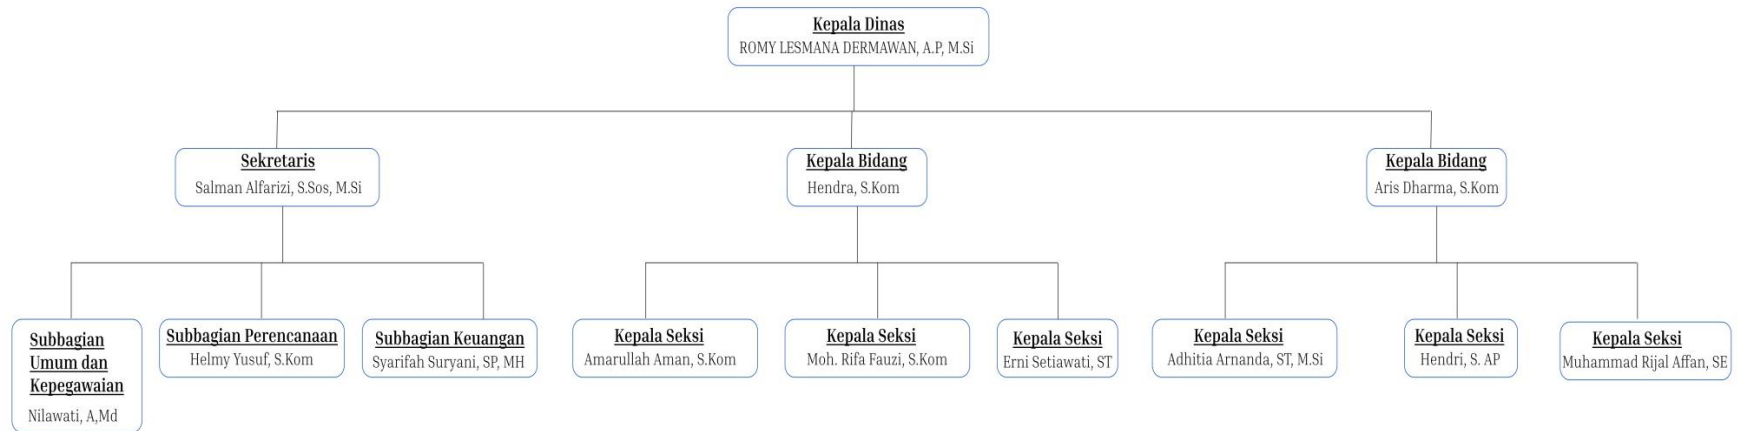 Kepala Dinas
ROMY LESMANA DERMAWAN, A.P, M.Si
Sekretaris
Salman Alfarizi, S.Sos, M.Si
Kepala Bidang
Hendra, S.Kom
Kepala Bidang
Aris Dharma, S.Kom
Subbagian
Umum dan
Kepegawaian
Nilawati, A,Md
Subbagian Perencanaan
Helmy Yusuf, S.Kom
Subbagian Keuangan
Syarifah Suryani, SP, MH
Kepala Seksi
Amarullah Aman, S.Kom
Kepala Seksi
Moh. Rifa Fauzi, S.Kom
Kepala Seksi
Erni Setiawati, ST
Kepala Seksi
Adhitia Arnanda, ST, M.Si
Kepala Seksi
Hendri, S. AP
Kepala Seksi
Muhammad Rijal Affan, SE